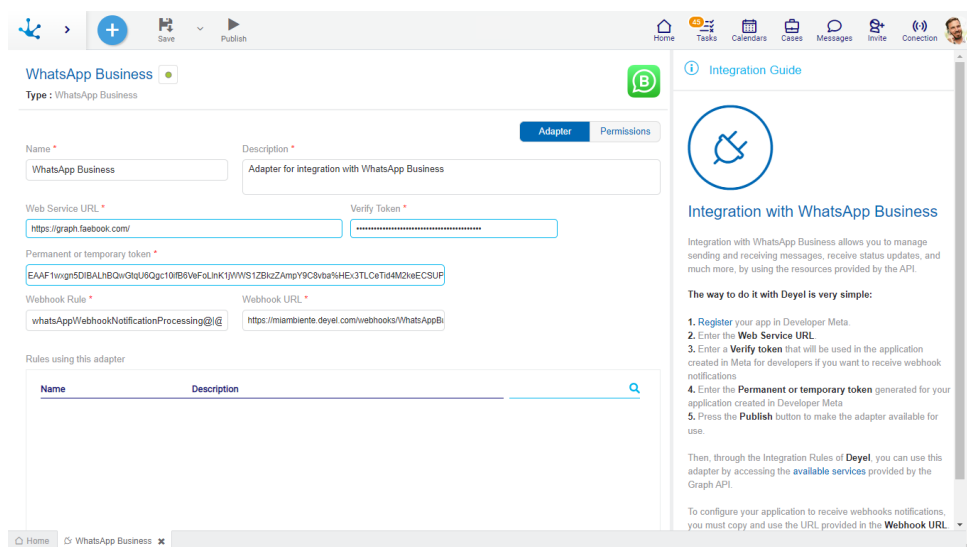 Save
Publish
Home
45
Tasks
Calendars
Cases
Messages
Invite
Conection
WhatsApp Business
Type : WhatsApp Business
B
Adapter
Permissions
Name *
Description *
WhatsApp Business
Adapter for integration with WhatsApp Business
Web Service URL *
Verify Token *
https://graph.faebook.com/
Permanent or temporary token *
Webhook Rule *
Webhook URL *
whatsAppWebhookNotificationProcessing@|@
https://miambiente.deyel.com/webhooks/WhatsAppBu
Rules using this adapter
Name
Description
Integration Guide
Integration with WhatsApp Business
Integration with WhatsApp Business allows you to manage
sending and receiving messages, receive status updates, and
much more, by using the resources provided by the API.
The way to do it with Deyel is very simple:
1. Register your app in Developer Meta.
2. Enter the Web Service URL.
3. Enter a Verify token that will be used in the application
created in Meta for developers if you want to receive webhook
notifications
4. Enter the Permanent or temporary token generated for your
application created in Developer Meta
5. Press the Publish button to make the adapter available for
use.
Then, through the Integration Rules of Deyel, you can use this
adapter by accessing the available services provided by the
Graph API.
To configure your application to receive webhooks notifications,
you must copy and use the URL provided in the Webhook URL
Home
WhatsApp Business